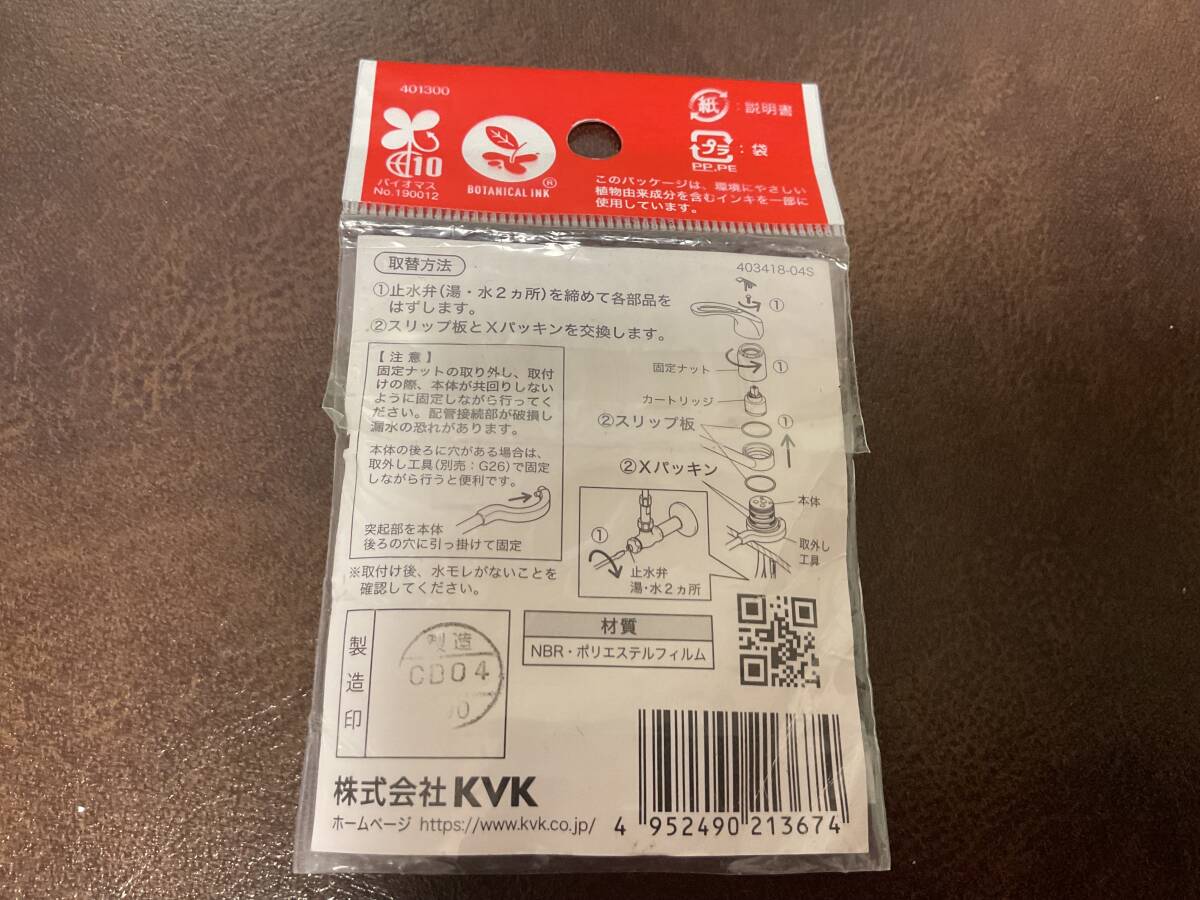 401300
10
バイオマス
No.190012
BOTANICAL INK ®
紙：説明書
プラ：袋
PP,PE
このパッケージは、環境にやさしい
植物由来成分を含むインキを一部に
使用しています。
取替方法
403418-04S
①止水弁(湯・水2ヵ所)を締めて各部品を
はずします。
②スリップ板とXパッキンを交換します。
【注意】
固定ナットの取り外し、取付
けの際、本体が共回りしない
ように固定しながら行ってく
ださい。配管接続部が破損し
漏水の恐れがあります。
本体の後ろに穴がある場合は、
取外し工具(別売：G26)で固定
しながら行うと便利です。
突起部を本体
後ろの穴に引っ掛けて固定
※取付け後、水モレがないことを
確認してください。
①
固定ナット
①
カートリッジ
②スリップ板
①
②Xパッキン
本体
取外し
工具
①
止水弁
湯・水2ヵ所
製造印
製造
CD04
材質
NBR・ポリエステルフィルム
株式会社KVK
ホームページ https://www.kvk.co.jp/
4 952490 213674